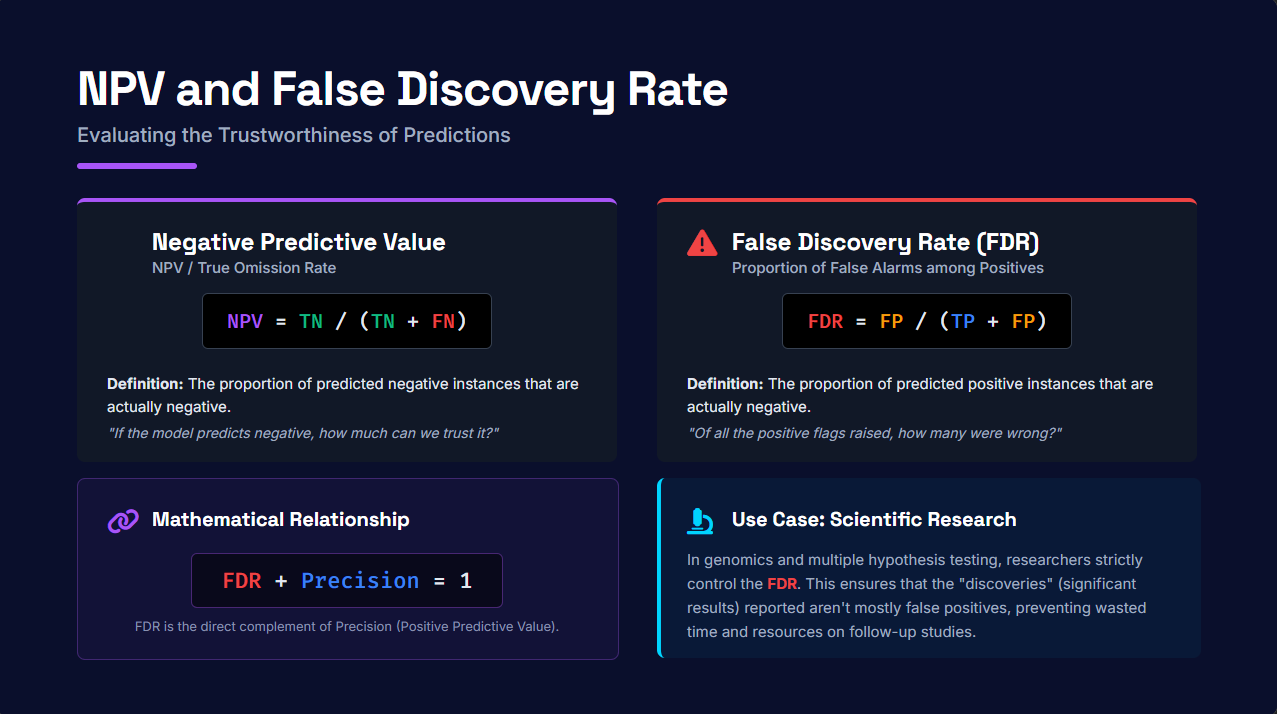 NPV and False Discovery Rate
Evaluating the Trustworthiness of Predictions
Negative Predictive Value
NPV / True Omission Rate
NPV = TN / (TN + FN)
Definition: The proportion of predicted negative instances that are
actually negative.
"If the model predicts negative, how much can we trust it?"
False Discovery Rate (FDR)
Proportion of False Alarms among Positives
FDR = FP / (TP + FP)
Definition: The proportion of predicted positive instances that are
actually negative.
"Of all the positive flags raised, how many were wrong?"
Mathematical Relationship
FDR + Precision = 1
FDR is the direct complement of Precision (Positive Predictive Value).
Use Case: Scientific Research
In genomics and multiple hypothesis testing, researchers strictly
control the FDR. This ensures that the "discoveries" (significant
results) reported aren't mostly false positives, preventing wasted
time and resources on follow-up studies.